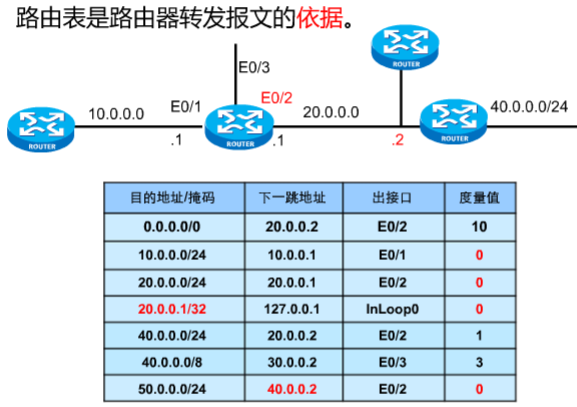 路由表是路由器转发报文的依据。
E0/3
ROUTER
10.0.0.0 E0/1 E0/2 20.0.0.0 40.0.0.0/24
ROUTER .1 ROUTER .1 .2 ROUTER
目的地址/掩码 下一跳地址 出接口 度量值
0.0.0.0/0 20.0.0.2 E0/2 10
10.0.0.0/24 10.0.0.1 E0/1 0
20.0.0.0/24 20.0.0.1 E0/2 0
20.0.0.1/32 127.0.0.1 InLoop0 0
40.0.0.0/24 20.0.0.2 E0/2 1
40.0.0.0/8 30.0.0.2 E0/3 3
50.0.0.0/24 40.0.0.2 E0/2 0